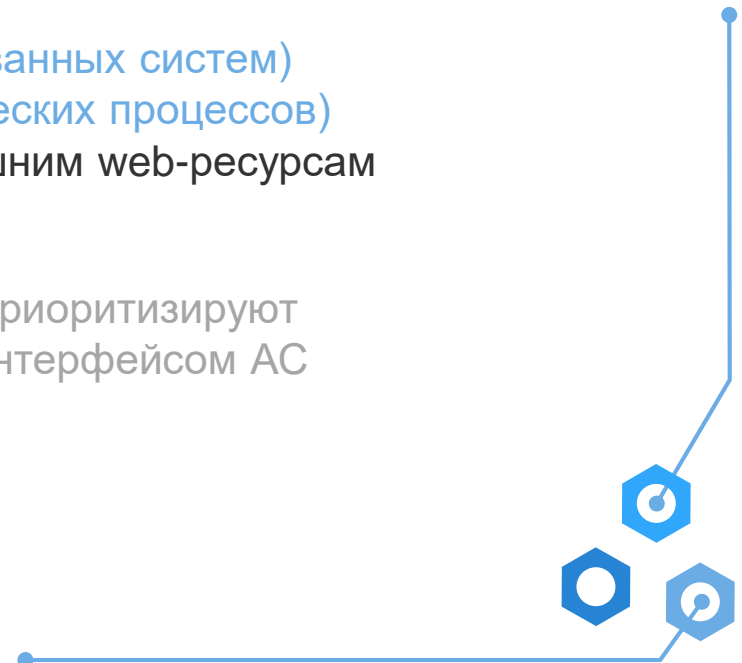 ванных систем)
еских процессов)
шним web-ресурсам
риоритизируют
нтерфейсом АС